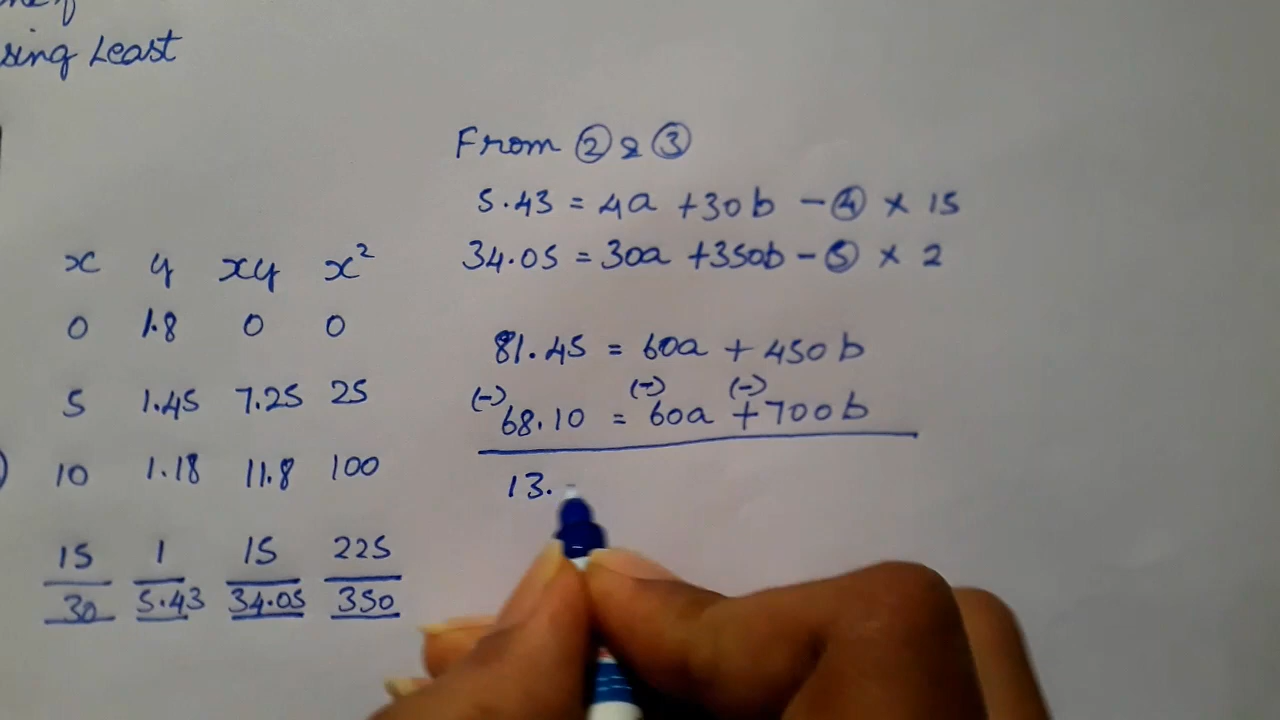 sing Least
From ② & ③
5.43 = 4a + 30b - ④ × 15
34.05 = 30a + 350b - ⑤ × 2
x y xy x²
0 1.8 0 0
81.45 = 60a + 450b
5 1.45 7.25 25
(-) (-) (-)
68.10 = 60a + 700b
10 1.18 11.8 100
13.
15 1 15 225
30 5.43 34.05 350